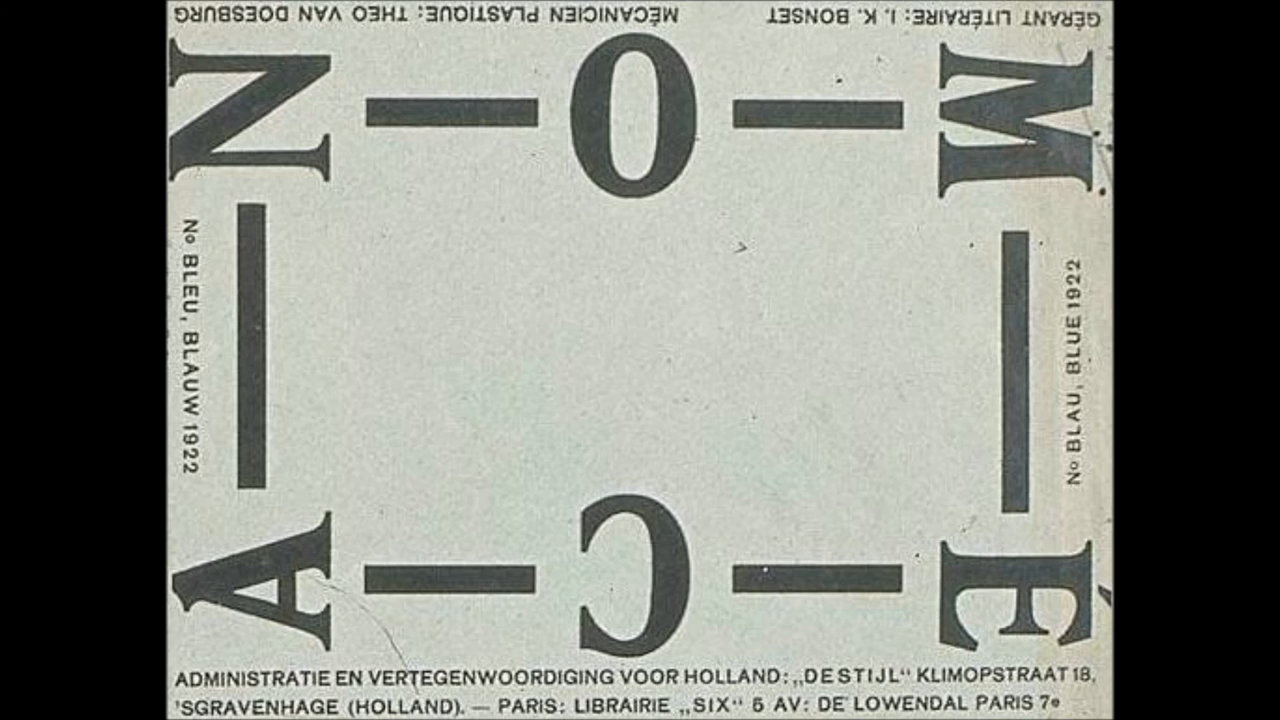 GÉRANT LITÉRAIRE: I. K. BONSET MÉCANICIEN PLASTIQUE: THEO VAN DOESBURG
M — É — C — A — N — O —
No BLEU, BLAUW 1922
No BLAU, BLUE 1922
ADMINISTRATIE EN VERTEGENWOORDIGING VOOR HOLLAND: „DE STIJL“ KLIMOPSTRAAT 18,
'SGRAVENHAGE (HOLLAND). — PARIS: LIBRAIRIE „SIX“ 5 AV: DE LOWENDAL PARIS 7e